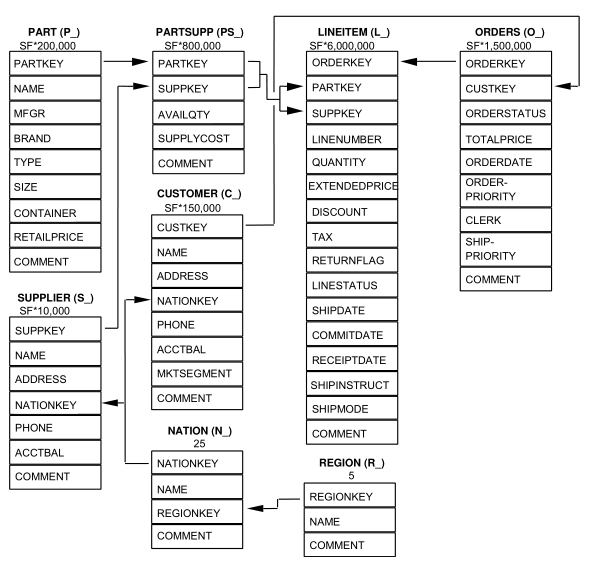 PART (P_)
SF*200,000
PARTKEY
NAME
MFGR
BRAND
TYPE
SIZE
CONTAINER
RETAILPRICE
COMMENT
SUPPLIER (S_)
SF*10,000
SUPPKEY
NAME
ADDRESS
NATIONKEY
PHONE
ACCTBAL
COMMENT
PARTSUPP (PS_)
SF*800,000
PARTKEY
SUPPKEY
AVAILQTY
SUPPLYCOST
COMMENT
CUSTOMER (C_)
SF*150,000
CUSTKEY
NAME
ADDRESS
NATIONKEY
PHONE
ACCTBAL
MKTSEGMENT
COMMENT
NATION (N_)
25
NATIONKEY
NAME
REGIONKEY
COMMENT
LINEITEM (L_)
SF*6,000,000
ORDERKEY
PARTKEY
SUPPKEY
LINENUMBER
QUANTITY
EXTENDEDPRICE
DISCOUNT
TAX
RETURNFLAG
LINESTATUS
SHIPDATE
COMMITDATE
RECEIPTDATE
SHIPINSTRUCT
SHIPMODE
COMMENT
REGION (R_)
5
REGIONKEY
NAME
COMMENT
ORDERS (O_)
SF*1,500,000
ORDERKEY
CUSTKEY
ORDERSTATUS
TOTALPRICE
ORDERDATE
ORDER-
PRIORITY
CLERK
SHIP-
PRIORITY
COMMENT